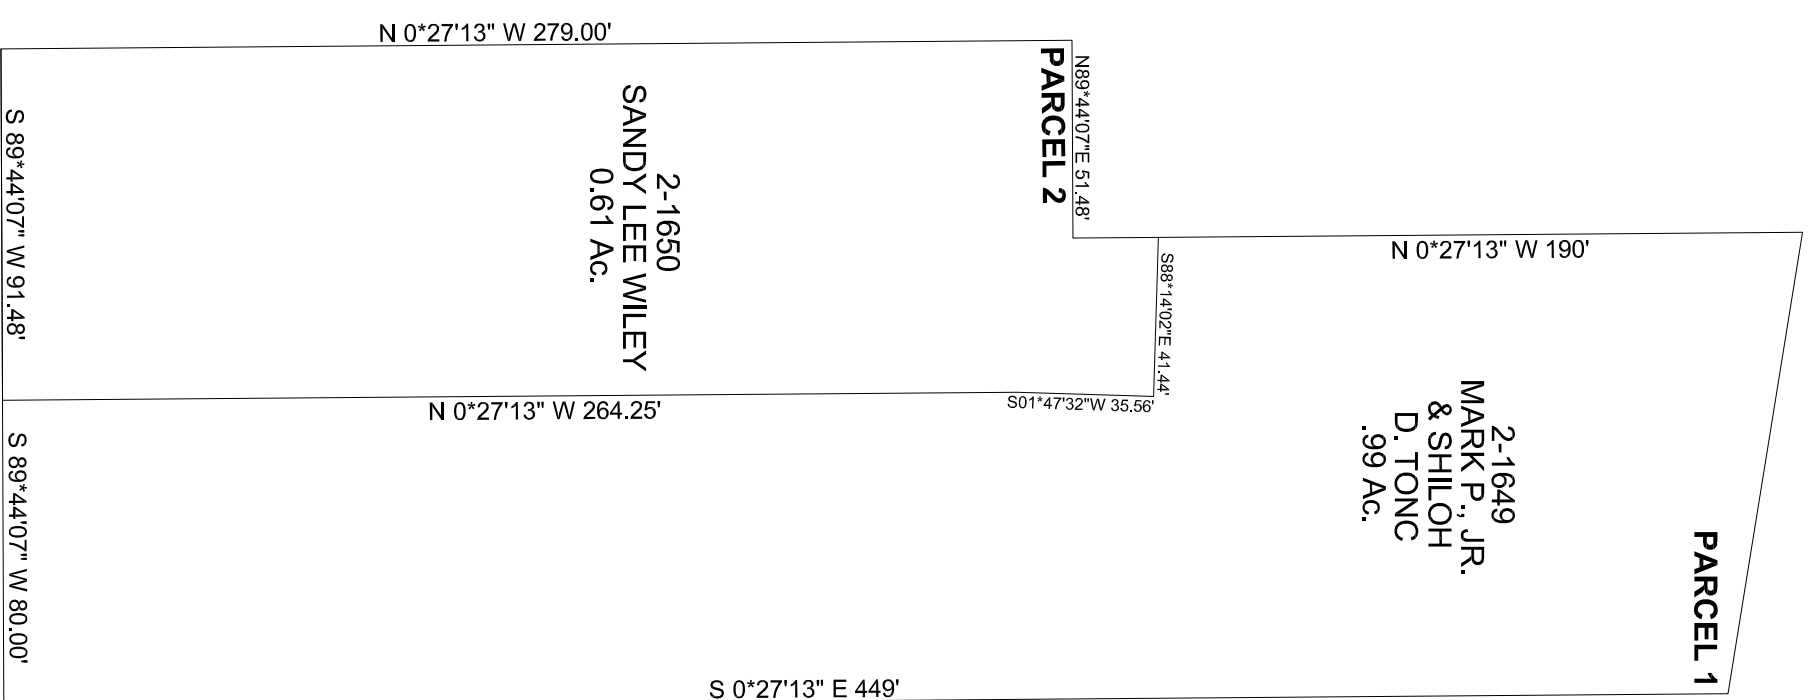 N 0*27'13" W 279.00'
PARCEL 2
N89*44'07"E 51.48'
S 89*44'07" W 91.48'
2-1650
SANDY LEE WILEY
0.61 Ac.
N 0*27'13" W 190'
S88*14'02"E 41.44'
N 0*27'13" W 264.25'
S01*47'32"W 35.56'
2-1649
MARK P., JR.
& SHILOH
D. TONC
.99 Ac.
PARCEL 1
S 89*44'07" W 80.00'
S 0*27'13" E 449'